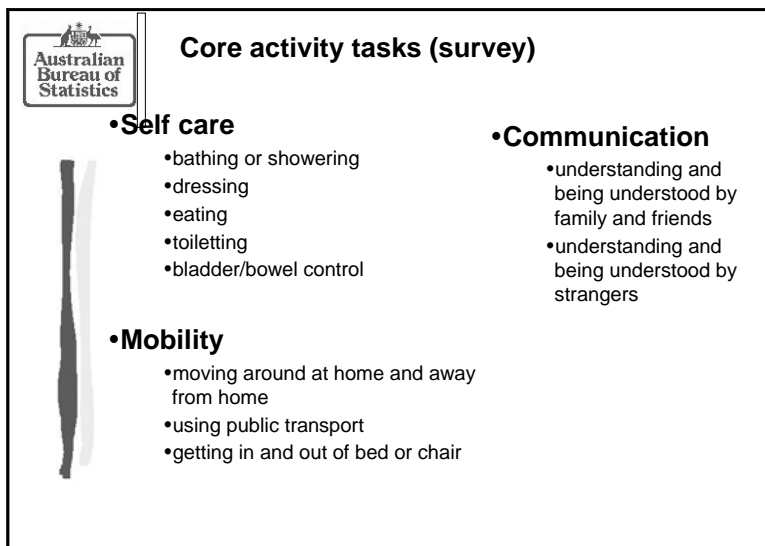 Australian
Bureau of
Statistics
Core activity tasks (survey)
•Self care
•bathing or showering
•dressing
•eating
•toiletting
•bladder/bowel control
•Mobility
•moving around at home and away
from home
•using public transport
•getting in and out of bed or chair
•Communication
•understanding and
being understood by
family and friends
•understanding and
being understood by
strangers